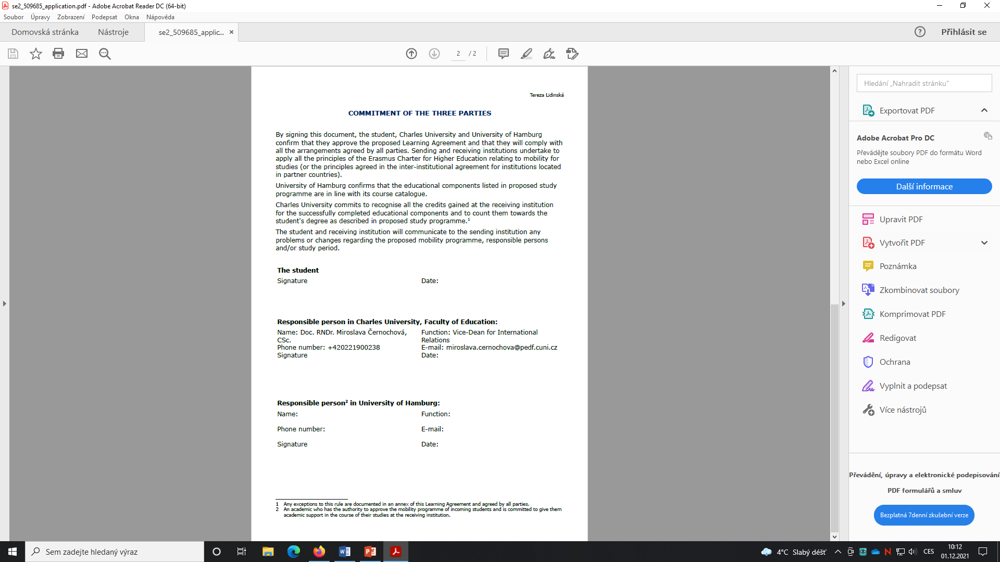 se2_509685_application.pdf - Adobe Acrobat Reader DC (64-bit)
Soubor Úpravy Zobrazení Podepsat Okna Nápověda
Domovská stránka Nástroje se2_509685_applic... × ? Přihlásit se
2 / 2
Tereza Lidinská
COMMITMENT OF THE THREE PARTIES
By signing this document, the student, Charles University and University of Hamburg
confirm that they approve the proposed Learning Agreement and that they will comply with
all the arrangements agreed by all parties. Sending and receiving institutions undertake to
apply all the principles of the Erasmus Charter for Higher Education relating to mobility for
studies (or the principles agreed in the inter-institutional agreement for institutions located
in partner countries).
University of Hamburg confirms that the educational components listed in proposed study
programme are in line with its course catalogue.
Charles University commits to recognise all the credits gained at the receiving institution
for the successfully completed educational components and to count them towards the
student's degree as described in proposed study programme.¹
The student and receiving institution will communicate to the sending institution any
problems or changes regarding the proposed mobility programme, responsible persons
and/or study period.
The student
Signature Date:
Responsible person in Charles University, Faculty of Education:
Name: Doc. RNDr. Miroslava Černochová, Function: Vice-Dean for International
CSc. Relations
Phone number: +420221900238 E-mail: miroslava.cernochova@pedf.cuni.cz
Signature Date:
Responsible person² in University of Hamburg:
Name: Function:
Phone number: E-mail:
Signature Date:
1 Any exceptions to this rule are documented in an annex of this Learning Agreement and agreed by all parties.
2 An academic who has the authority to approve the mobility programme of incoming students and is committed to give them
academic support in the course of their studies at the receiving institution.
Hledání „Nahradit stránku"
Exportovat PDF
Adobe Acrobat Pro DC
Převádějte soubory PDF do formátu Word
nebo Excel online
Další informace
Upravit PDF
Vytvořit PDF
Poznámka
Zkombinovat soubory
Komprimovat PDF
Redigovat
Ochrana
Vyplnit a podepsat
Více nástrojů
Převádění, úpravy a elektronické podepisování
PDF formulářů a smluv
Bezplatná 7denní zkušební verze
Sem zadejte hledaný výraz
4°C Slabý déšť CES
10:12
01.12.2021